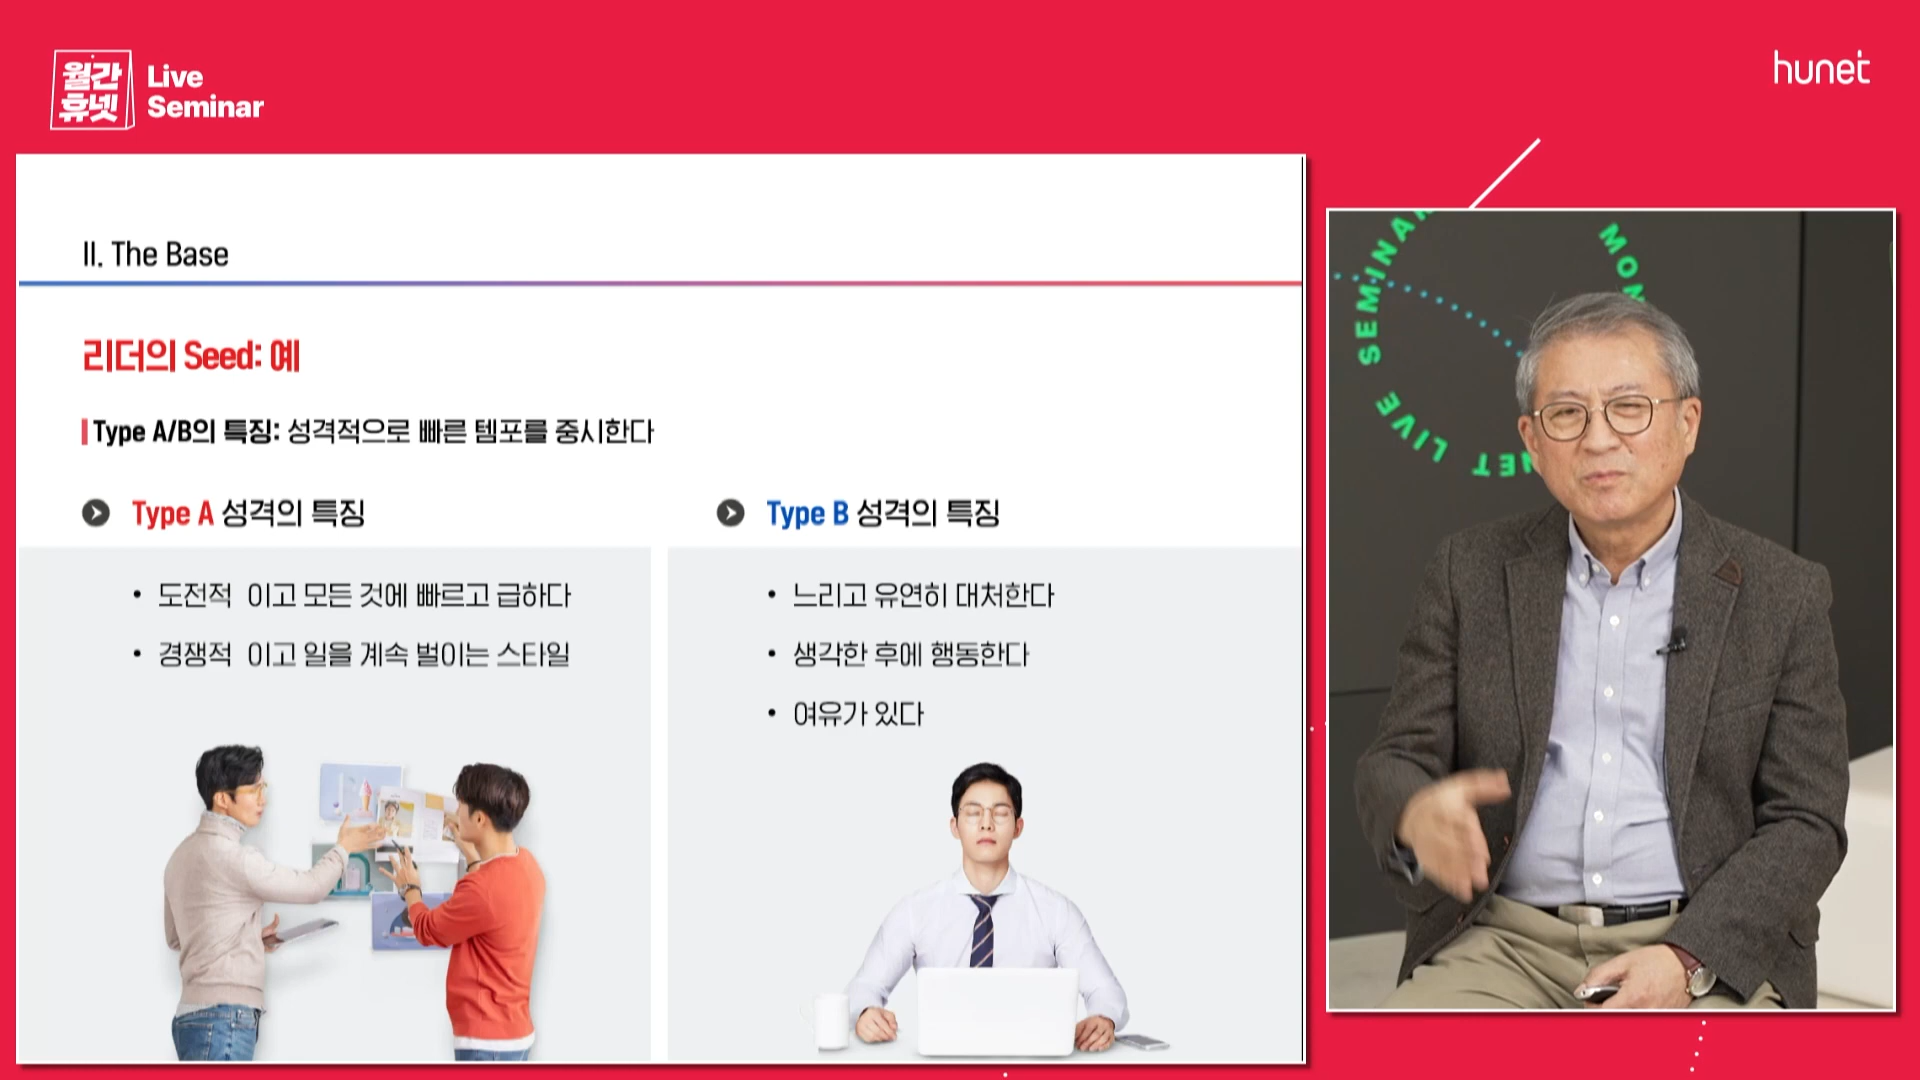 월간
휴넷
Live
Seminar
hunet
II. The Base
리더의 Seed: 예
Type A/B의 특징: 성격적으로 빠른 템포를 중시한다
Type A 성격의 특징
• 도전적 이고 모든 것에 빠르고 급하다
• 경쟁적 이고 일을 계속 벌이는 스타일
Type B 성격의 특징
• 느리고 유연히 대처한다
• 생각한 후에 행동한다
• 여유가 있다
SEMINAR
MON
NET LIVE